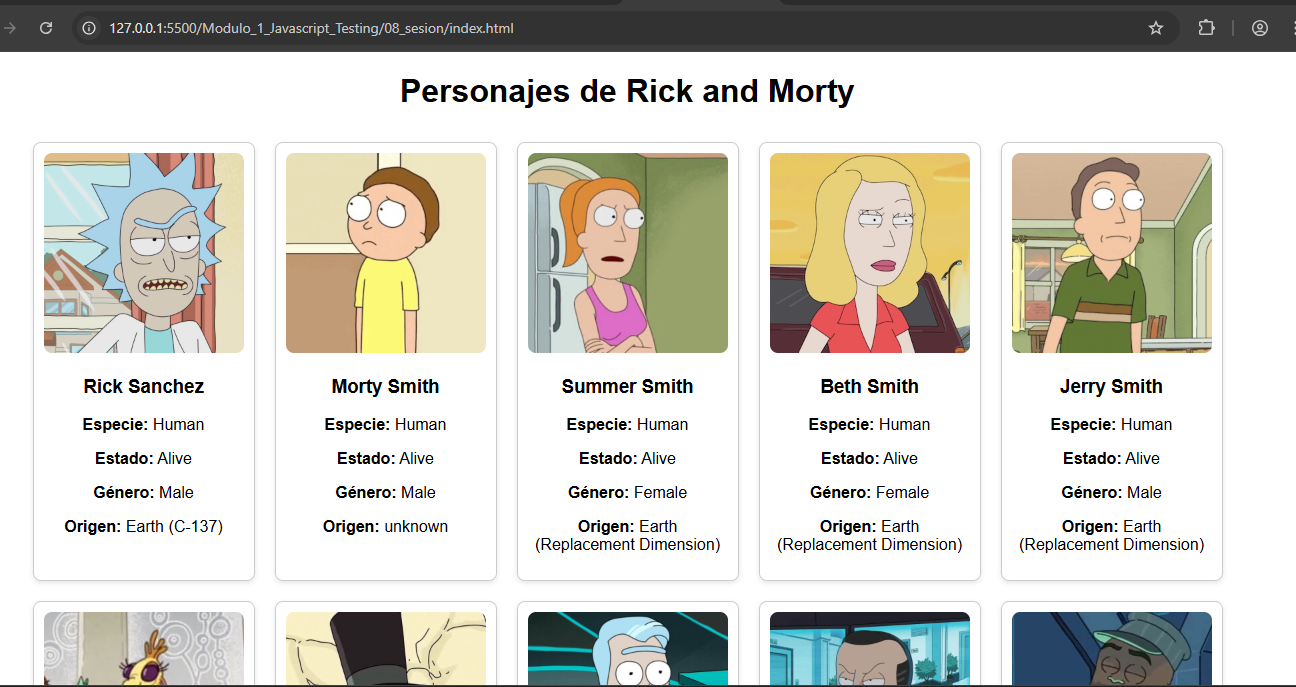 127.0.0.1:5500/Modulo_1_Javascript_Testing/08_sesion/index.html
Personajes de Rick and Morty
Rick Sanchez
Especie: Human
Estado: Alive
Género: Male
Origen: Earth (C-137)
Morty Smith
Especie: Human
Estado: Alive
Género: Male
Origen: unknown
Summer Smith
Especie: Human
Estado: Alive
Género: Female
Origen: Earth
(Replacement Dimension)
Beth Smith
Especie: Human
Estado: Alive
Género: Female
Origen: Earth
(Replacement Dimension)
Jerry Smith
Especie: Human
Estado: Alive
Género: Male
Origen: Earth
(Replacement Dimension)